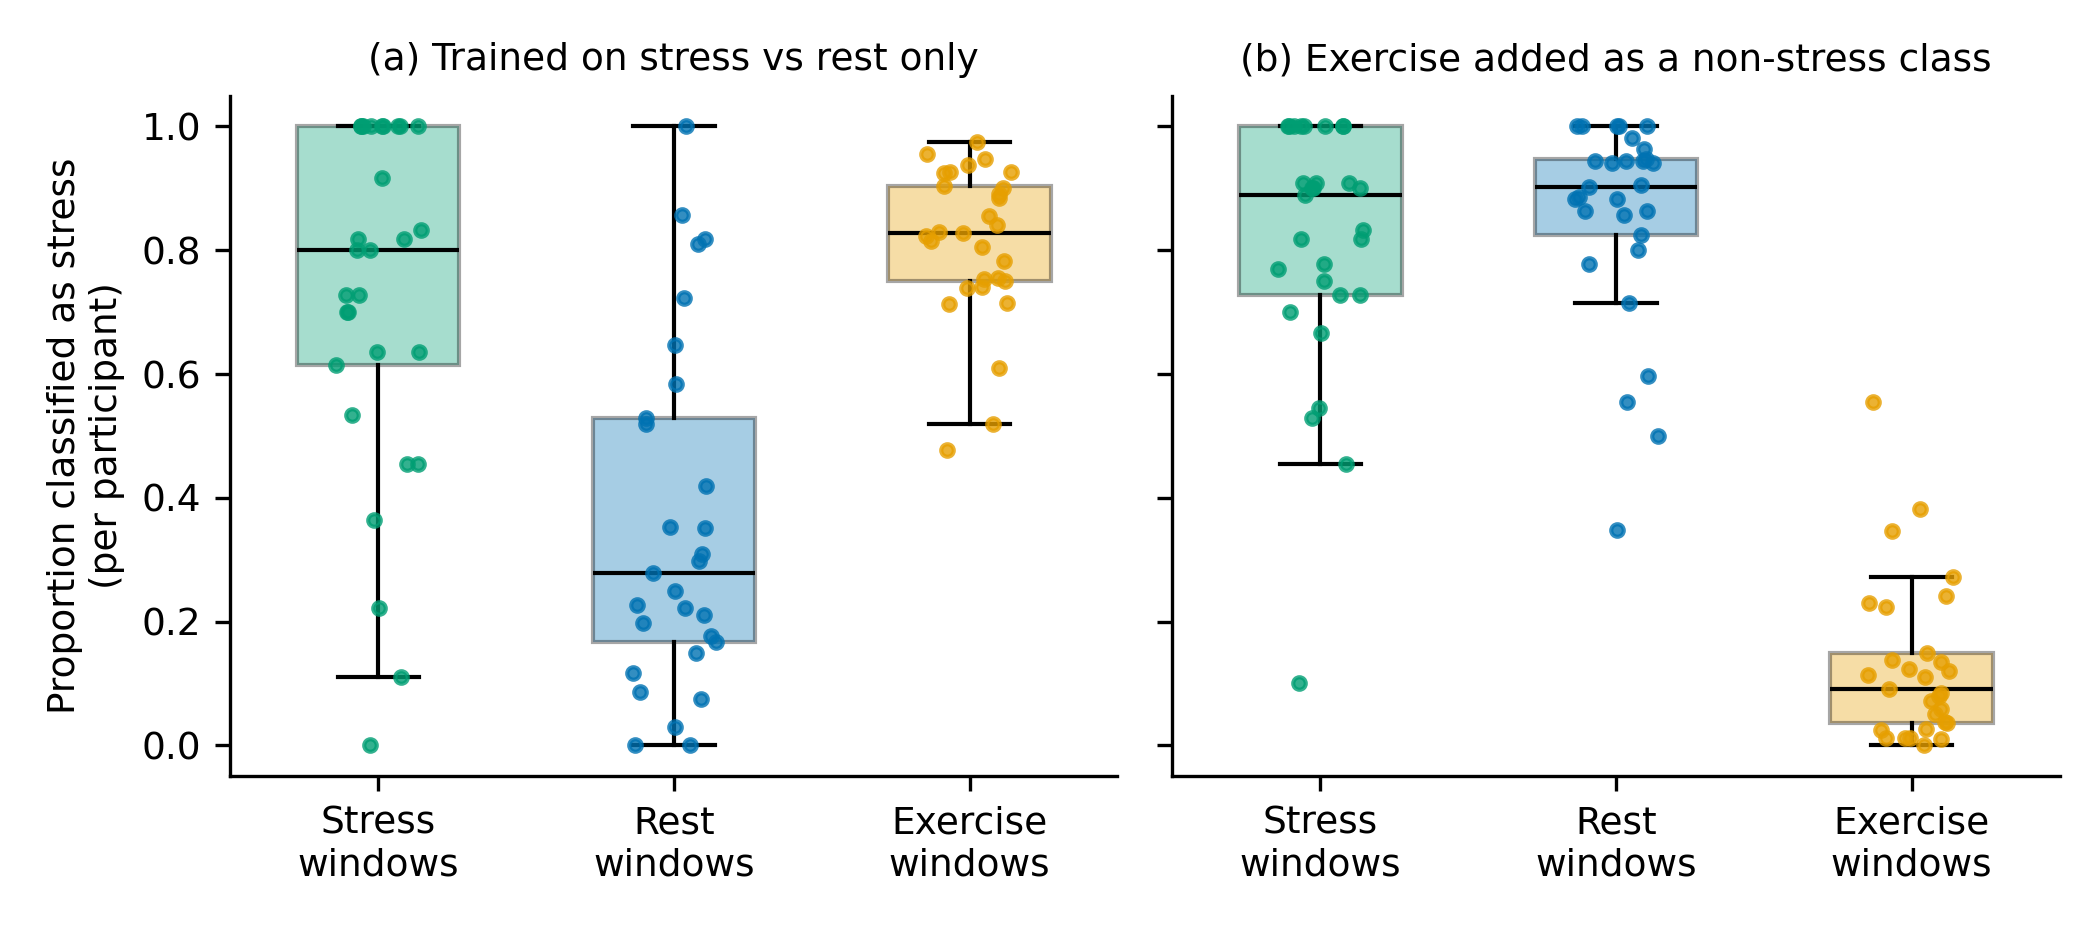 (a) Trained on stress vs rest only
(b) Exercise added as a non-stress class
Proportion classified as stress
(per participant)
1.0
0.8
0.6
0.4
0.2
0.0
Stress
windows
Rest
windows
Exercise
windows
Stress
windows
Rest
windows
Exercise
windows